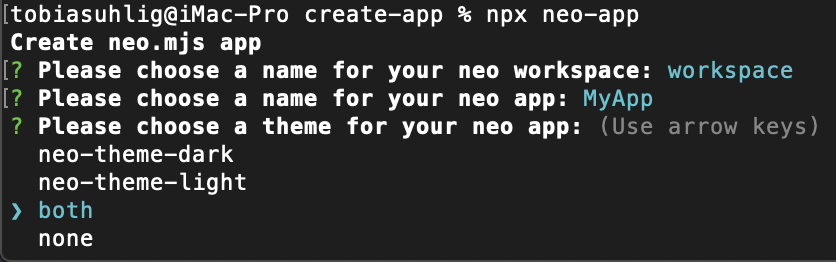 [tobiasuhlig@iMac-Pro create-app % npx neo-app
Create neo.mjs app
[? Please choose a name for your neo workspace: workspace
[? Please choose a name for your neo app: MyApp
? Please choose a theme for your neo app: (Use arrow keys)
neo-theme-dark
neo-theme-light
❯ both
none